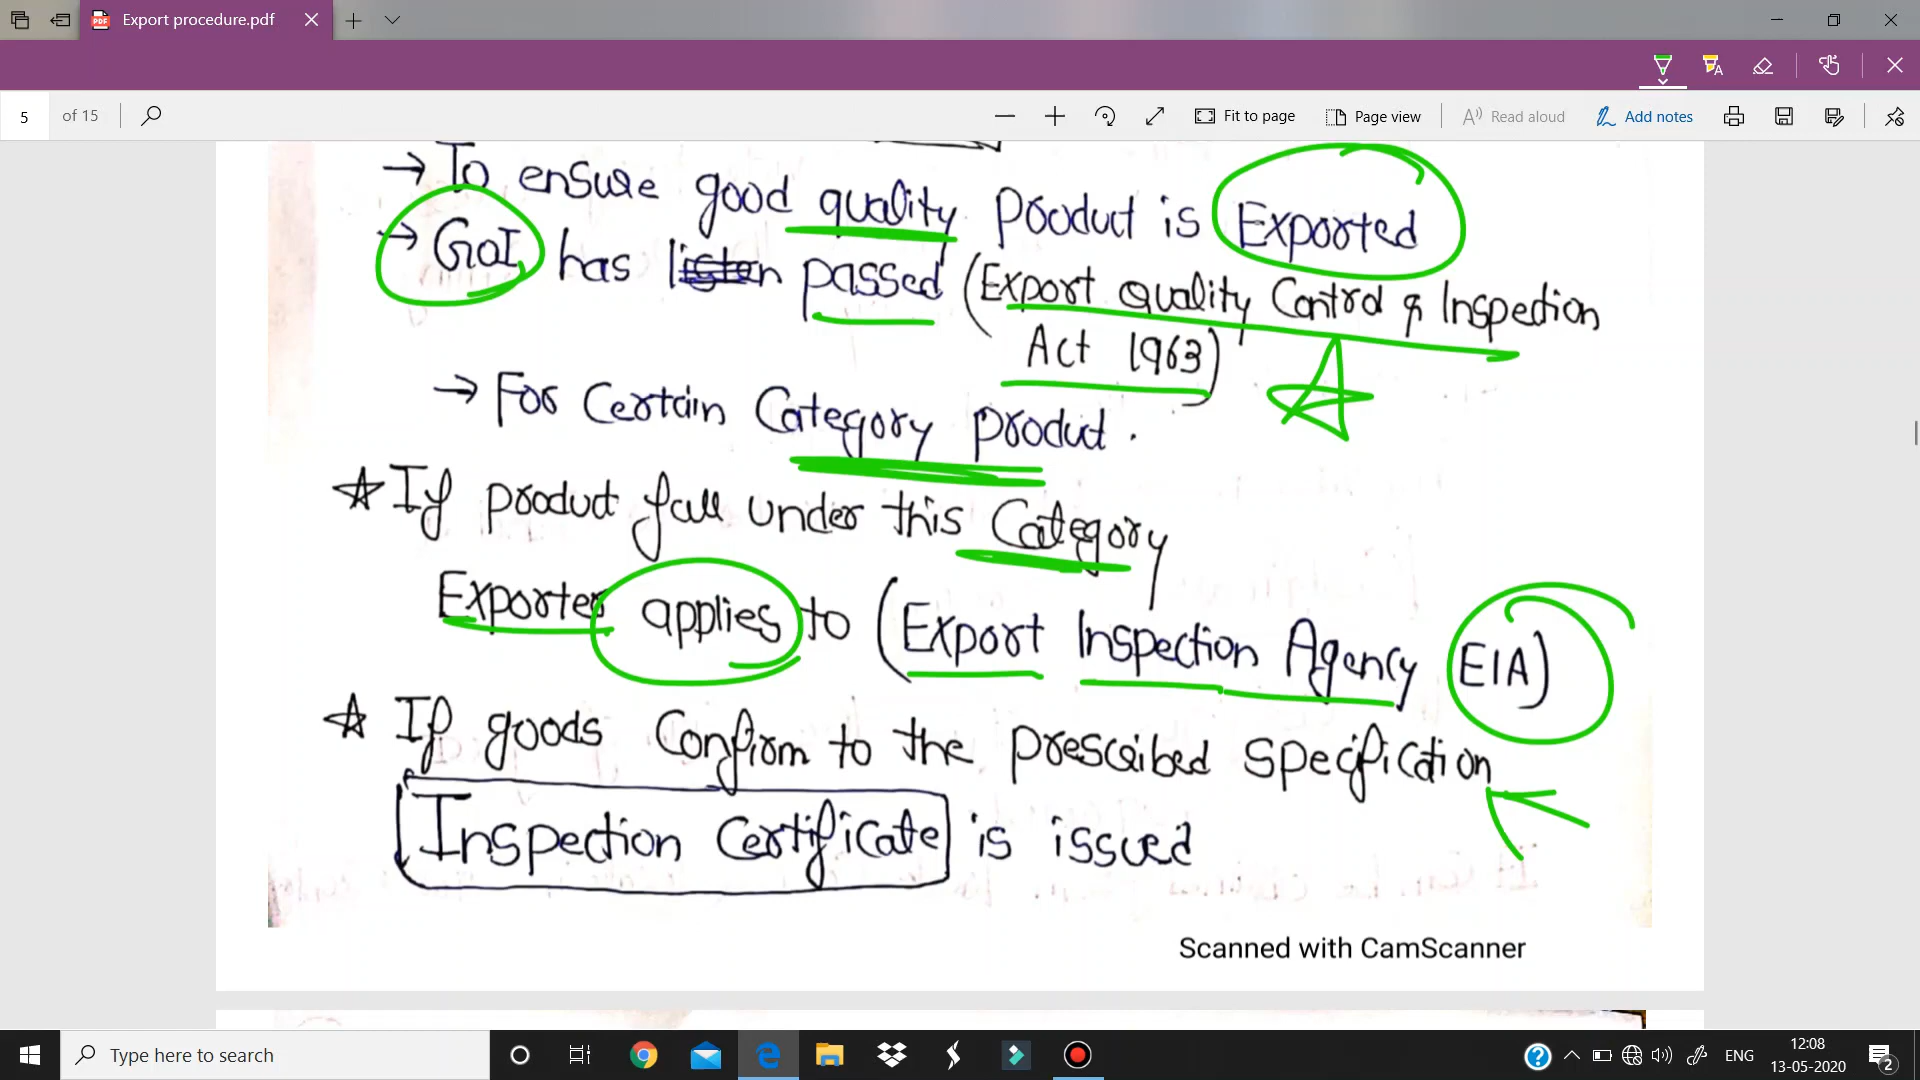 Export procedure.pdf
5 of 15
Fit to page
Page view
Read aloud
Add notes
→ To ensure good quality product is Exported
→ GoI has listen passed (Export Quality Control & Inspection
Act 1963)
→ For Certain Category product.
☆ If product fall under this Category
Exporter applies to (Export Inspection Agency EIA)
☆ If goods Confirm to the prescribed specification
Inspection Certificate is issued
Scanned with CamScanner
Type here to search
ENG
12:08
13-05-2020
2